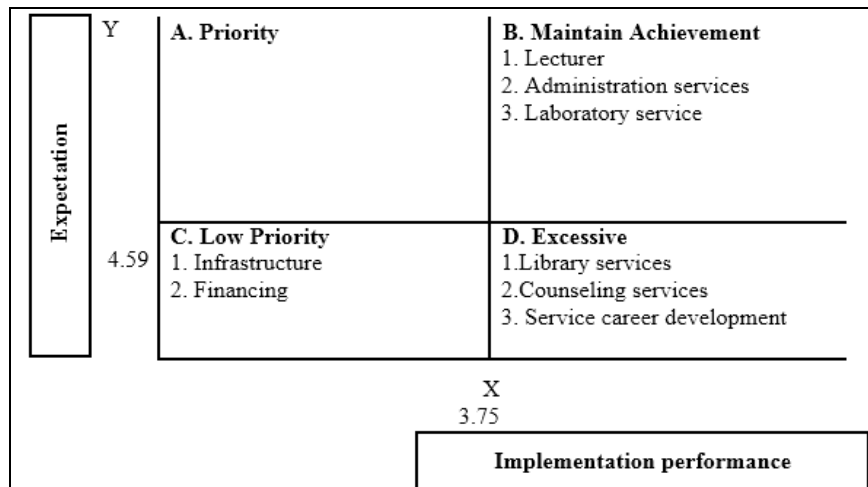 Expectation
Y
A. Priority
B. Maintain Achievement
1. Lecturer
2. Administration services
3. Laboratory service
4.59
C. Low Priority
1. Infrastructure
2. Financing
D. Excessive
1.Library services
2.Counseling services
3. Service career development
X
3.75
Implementation performance